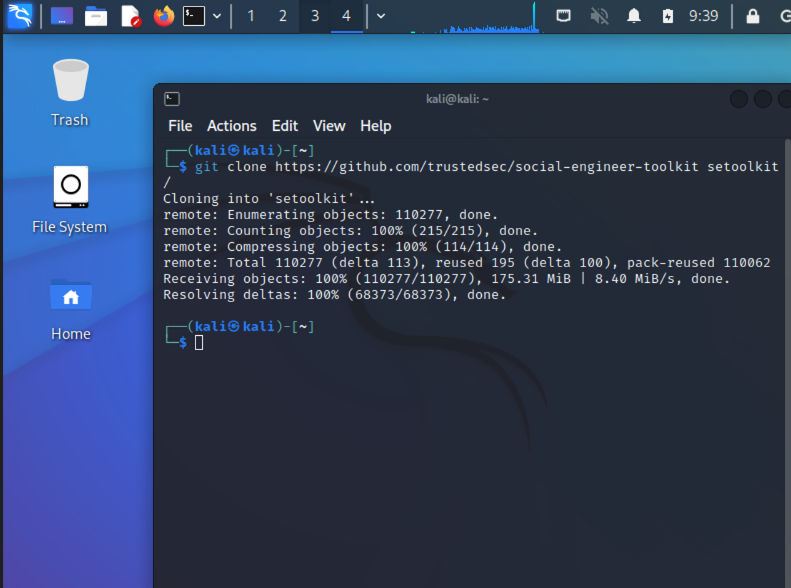 1 2 3 4 9:39
Trash
File System
Home
kali@kali: ~
File Actions Edit View Help
┌──(kali㉿kali)-[~]
└─$ git clone https://github.com/trustedsec/social-engineer-toolkit setoolkit
/
Cloning into 'setoolkit'...
remote: Enumerating objects: 110277, done.
remote: Counting objects: 100% (215/215), done.
remote: Compressing objects: 100% (114/114), done.
remote: Total 110277 (delta 113), reused 195 (delta 100), pack-reused 110062
Receiving objects: 100% (110277/110277), 175.31 MiB | 8.40 MiB/s, done.
Resolving deltas: 100% (68373/68373), done.
┌──(kali㉿kali)-[~]
└─$